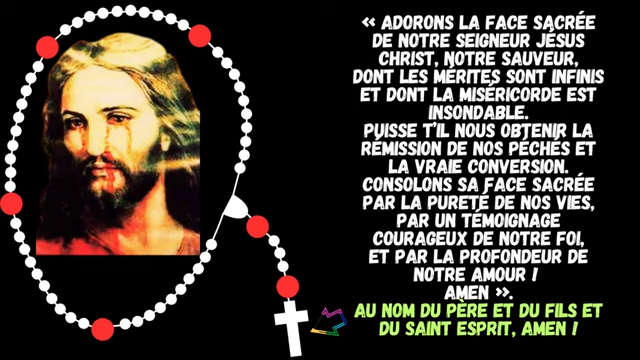 « ADORONS LA FACE SACRÉE
DE NOTRE SEIGNEUR JÉSUS
CHRIST, NOTRE SAUVEUR,
DONT LES MÉRITES SONT INFINIS
ET DONT LA MISÉRICORDE EST
INSONDABLE.
PUISSE T'IL NOUS OBTENIR LA
RÉMISSION DE NOS PÉCHÉS ET
LA VRAIE CONVERSION.
CONSOLONS SA FACE SACRÉE
PAR LA PURETÉ DE NOS VIES,
PAR UN TÉMOIGNAGE
COURAGEUX DE NOTRE FOI,
ET PAR LA PROFONDEUR DE
NOTRE AMOUR !
AMEN ».
AU NOM DU PÈRE ET DU FILS ET
DU SAINT ESPRIT, AMEN !